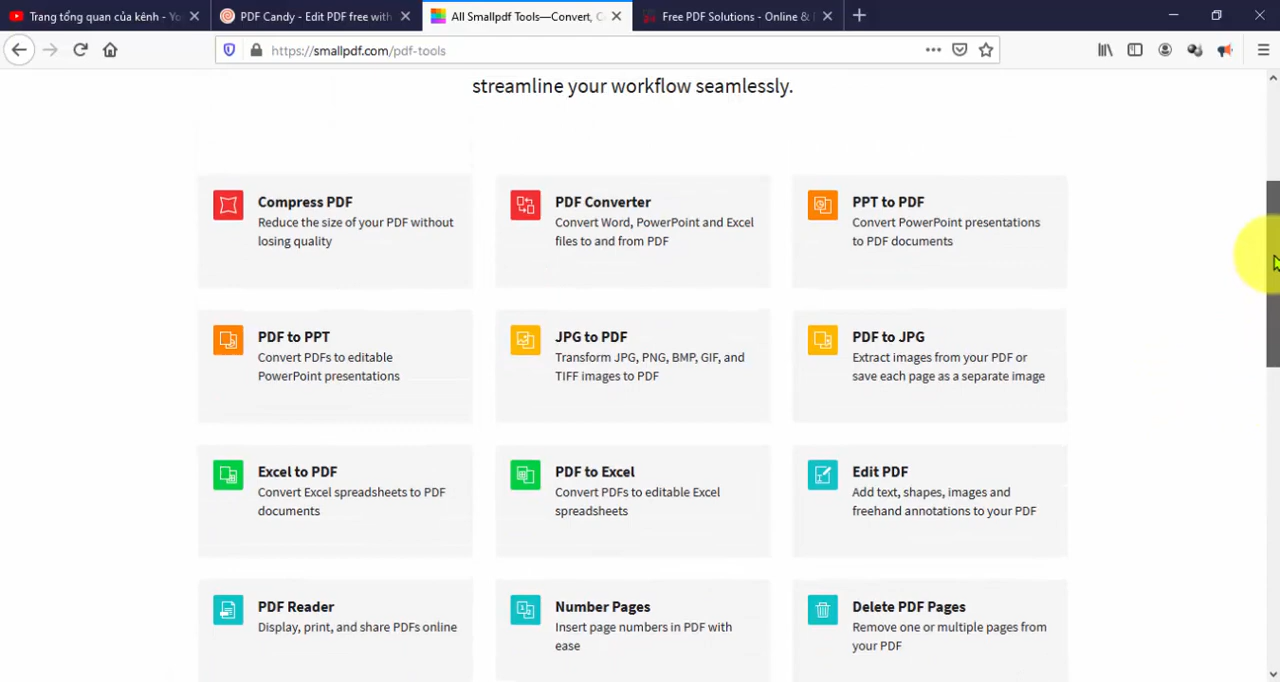 Trang tổng quan của kênh - Yo
PDF Candy - Edit PDF free with
All Smallpdf Tools—Convert, C
Free PDF Solutions - Online &
https://smallpdf.com/pdf-tools
streamline your workflow seamlessly.
Compress PDF
Reduce the size of your PDF without
losing quality
PDF Converter
Convert Word, PowerPoint and Excel
files to and from PDF
PPT to PDF
Convert PowerPoint presentations
to PDF documents
PDF to PPT
Convert PDFs to editable
PowerPoint presentations
JPG to PDF
Transform JPG, PNG, BMP, GIF, and
TIFF images to PDF
PDF to JPG
Extract images from your PDF or
save each page as a separate image
Excel to PDF
Convert Excel spreadsheets to PDF
documents
PDF to Excel
Convert PDFs to editable Excel
spreadsheets
Edit PDF
Add text, shapes, images and
freehand annotations to your PDF
PDF Reader
Display, print, and share PDFs online
Number Pages
Insert page numbers in PDF with
ease
Delete PDF Pages
Remove one or multiple pages from
your PDF